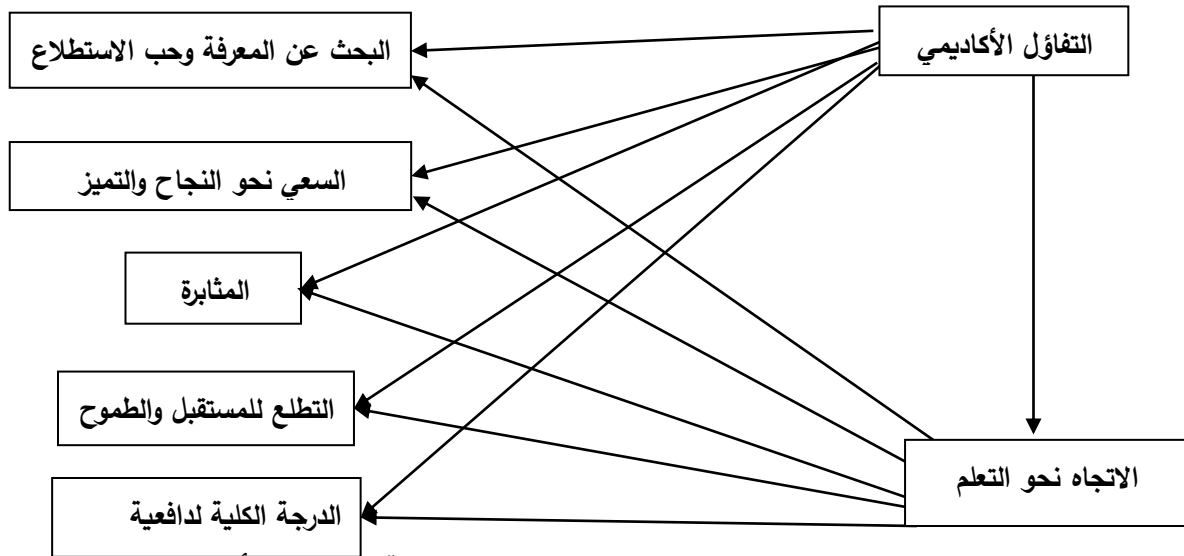 التفاؤل الأكاديمي
البحث عن المعرفة وحب الاستطلاع
السعي نحو النجاح والتميز
المثابرة
التطلع للمستقبل والطموح
الاتجاه نحو التعلم
الدرجة الكلية لدافعية